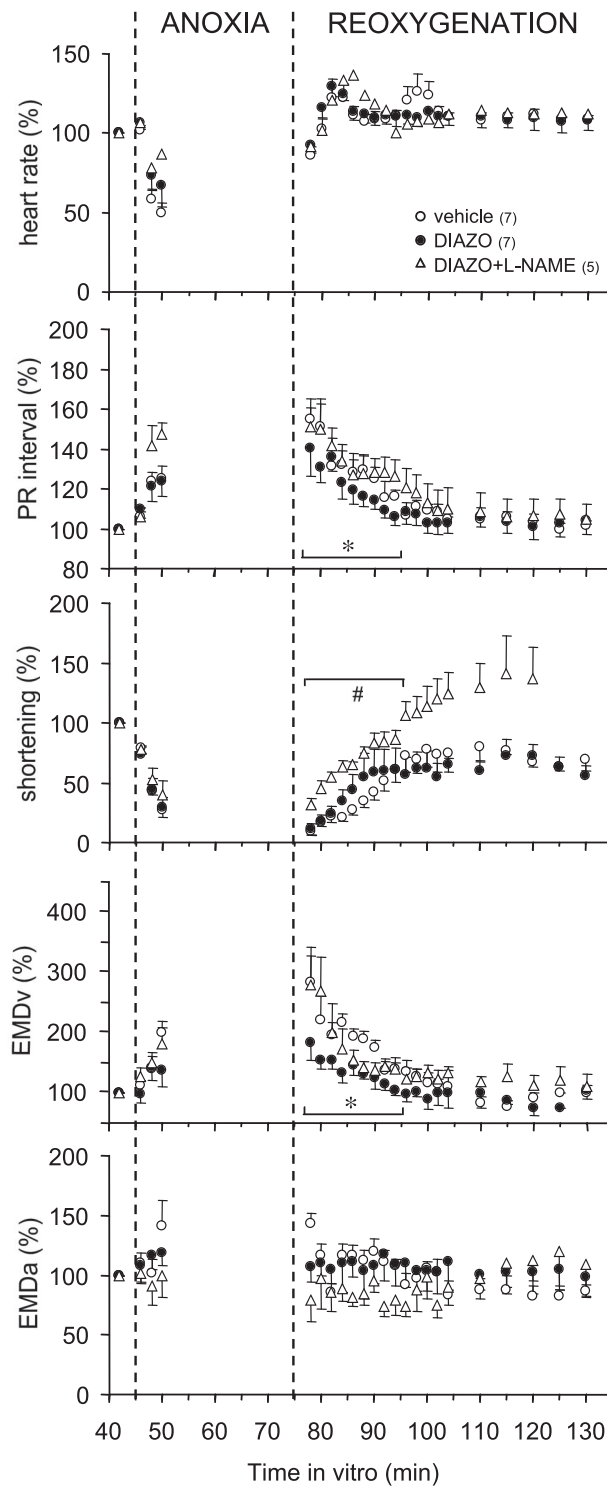 ANOXIA REOXYGENATION
heart rate (%)
150
100
50
0
○ vehicle (7)
● DIAZO (7)
△ DIAZO+L-NAME (5)
PR interval (%)
200
180
160
140
120
100
80
*
shortening (%)
200
150
100
50
0
#
EMDv (%)
400
300
200
100
*
EMDa (%)
200
150
100
50
0
40 50 60 70 80 90 100 110 120 130
Time in vitro (min)